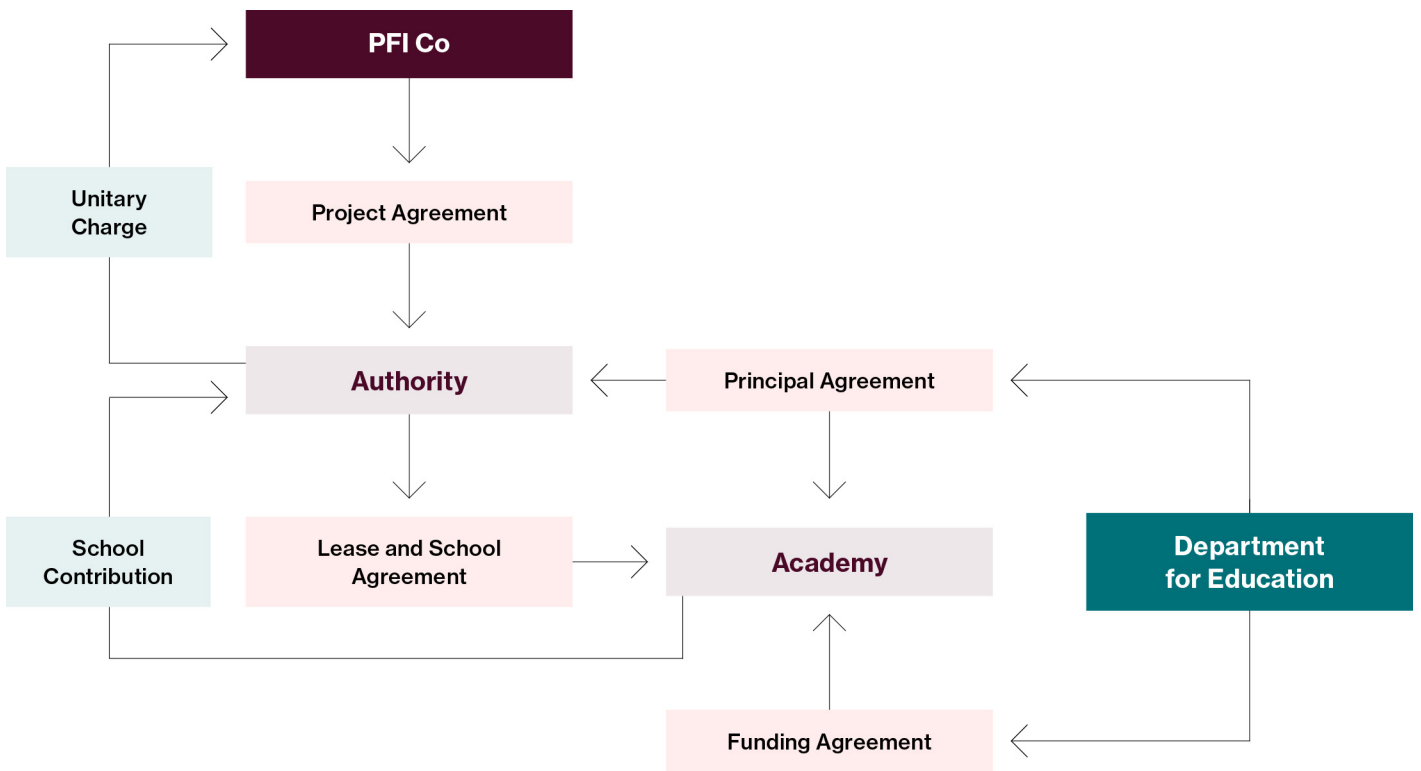 PFI Co
Unitary
Charge
Project Agreement
Authority
Principal Agreement
School
Contribution
Lease and School
Agreement
Academy
Department
for Education
Funding Agreement